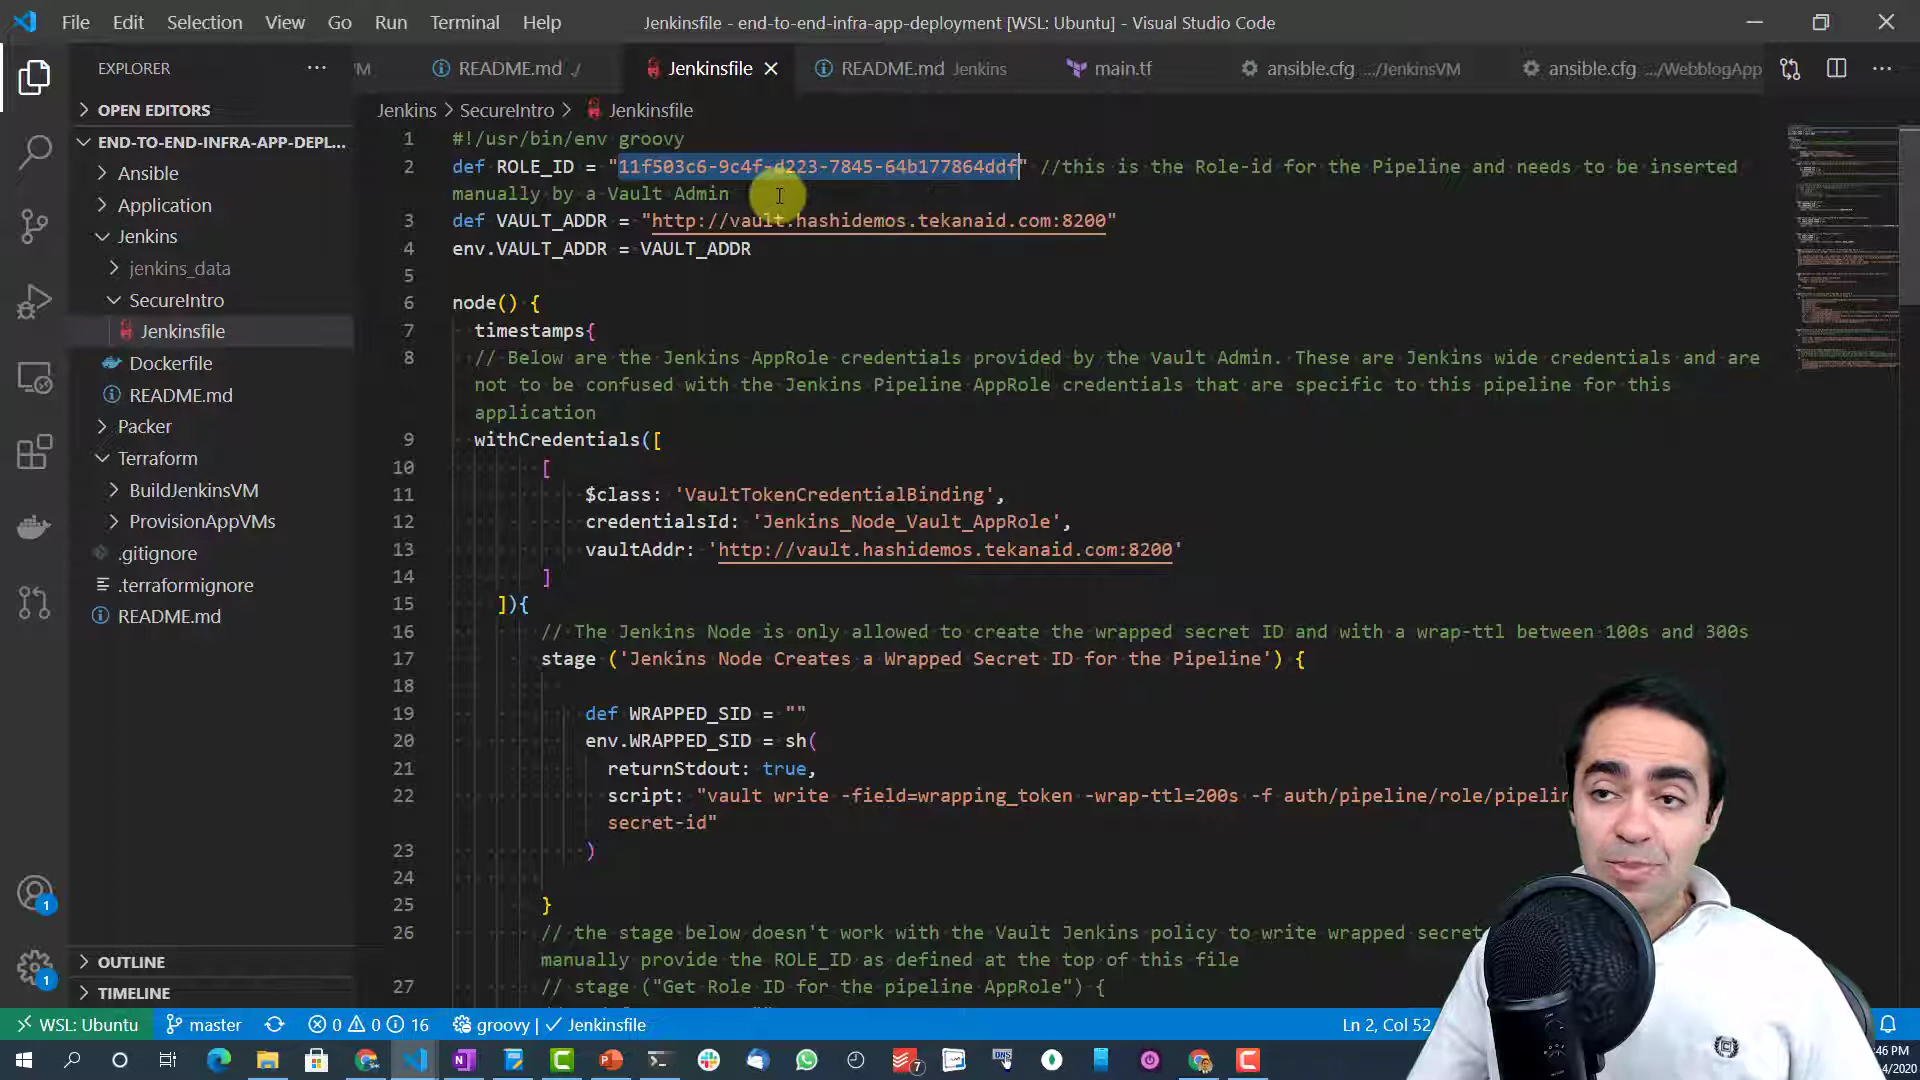 File Edit Selection View Go Run Terminal Help
Jenkinsfile - end-to-end-infra-app-deployment [WSL: Ubuntu] - Visual Studio Code
EXPLORER
README.md ./
Jenkinsfile
README.md Jenkins
main.tf
ansible.cfg .../JenkinsVM
ansible.cfg .../WebblogApp
OPEN EDITORS
END-TO-END-INFRA-APP-DEPL...
Ansible
Application
Jenkins
jenkins_data
SecureIntro
Jenkinsfile
Dockerfile
README.md
Packer
Terraform
BuildJenkinsVM
ProvisionAppVMs
.gitignore
.terraformignore
README.md
OUTLINE
TIMELINE
Jenkins > SecureIntro > Jenkinsfile
1 #!/usr/bin/env groovy
2 def ROLE_ID = "11f503c6-9c4f-d223-7845-64b177864ddf" //this is the Role-id for the Pipeline and needs to be inserted
manually by a Vault Admin
3 def VAULT_ADDR = "http://vault.hashidemos.tekanaid.com:8200"
4 env.VAULT_ADDR = VAULT_ADDR
5
6 node() {
7 timestamps{
8 // Below are the Jenkins AppRole credentials provided by the Vault Admin. These are Jenkins wide credentials and are
not to be confused with the Jenkins Pipeline AppRole credentials that are specific to this pipeline for this
application
9 withCredentials([
10 [
11 $class: 'VaultTokenCredentialBinding',
12 credentialsId: 'Jenkins_Node_Vault_AppRole',
13 vaultAddr: 'http://vault.hashidemos.tekanaid.com:8200'
14 ]
15 ]){
16 // The Jenkins Node is only allowed to create the wrapped secret ID and with a wrap-ttl between 100s and 300s
17 stage ('Jenkins Node Creates a Wrapped Secret ID for the Pipeline') {
18
19 def WRAPPED_SID = ""
20 env.WRAPPED_SID = sh(
21 returnStdout: true,
22 script: "vault write -field=wrapping_token -wrap-ttl=200s -f auth/pipeline/role/pipelin
secret-id"
23 )
24
25 }
26 // the stage below doesn't work with the Vault Jenkins policy to write wrapped secret
manually provide the ROLE_ID as defined at the top of this file
27 // stage ("Get Role ID for the pipeline AppRole") {
WSL: Ubuntu master 0 0 16 groovy | Jenkinsfile
Ln 2, Col 52
1
1
7
DNS
:46 PM
4/2020